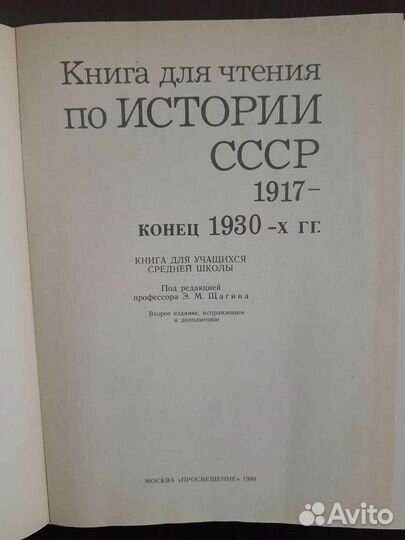 Книга для чтения
по ИСТОРИИ
СССР
1917–
КОНЕЦ 1930-Х ГГ.
КНИГА ДЛЯ УЧАЩИХСЯ
СРЕДНЕЙ ШКОЛЫ
Под редакцией
профессора Э. М. Щагина
Второе издание, исправленное
и дополненное
МОСКВА «ПРОСВЕЩЕНИЕ» 1990
Avito